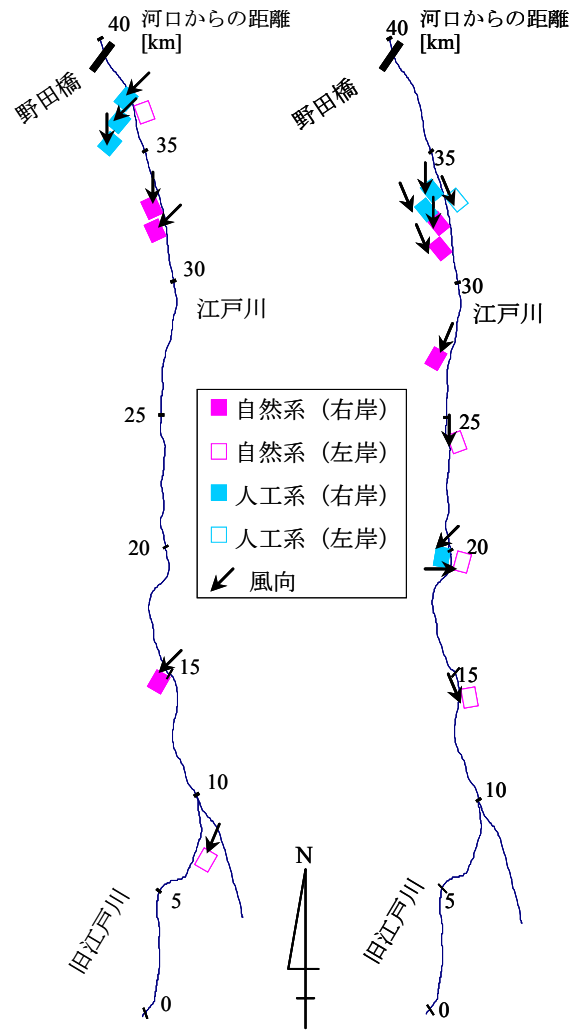 40
河口からの距離
[km]
野田橋
35
30
江戸川
25
20
15
10
5
旧江戸川
0
40
河口からの距離
[km]
野田橋
35
30
江戸川
25
20
15
10
5
旧江戸川
0
自然系（右岸）
自然系（左岸）
人工系（右岸）
人工系（左岸）
風向
N